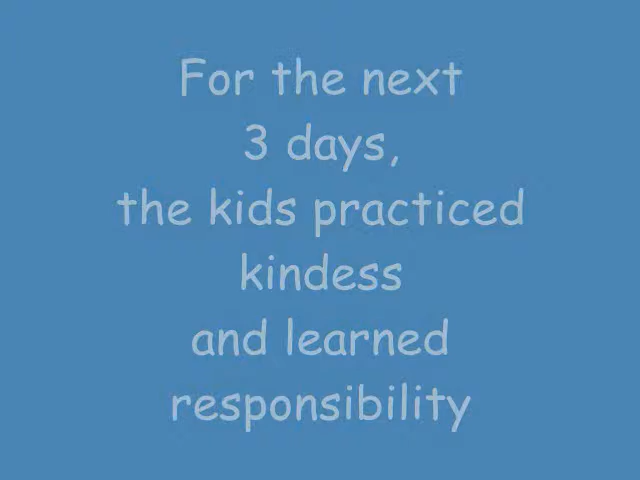 For the next
3 days,
the kids practiced
kindess
and learned
responsibility